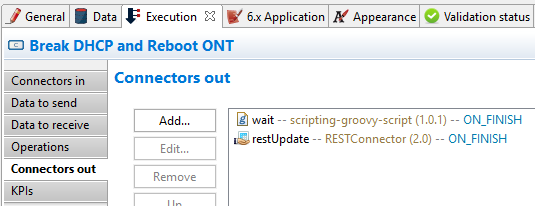 General Data Execution 6.x Application Appearance Validation status
Break DHCP and Reboot ONT
Connectors in
Data to send
Data to receive
Operations
Connectors out
KPIs
Connectors out
Add...
Edit...
Remove
Up
wait -- scripting-groovy-script (1.0.1) -- ON_FINISH
restUpdate -- RESTConnector (2.0) -- ON_FINISH